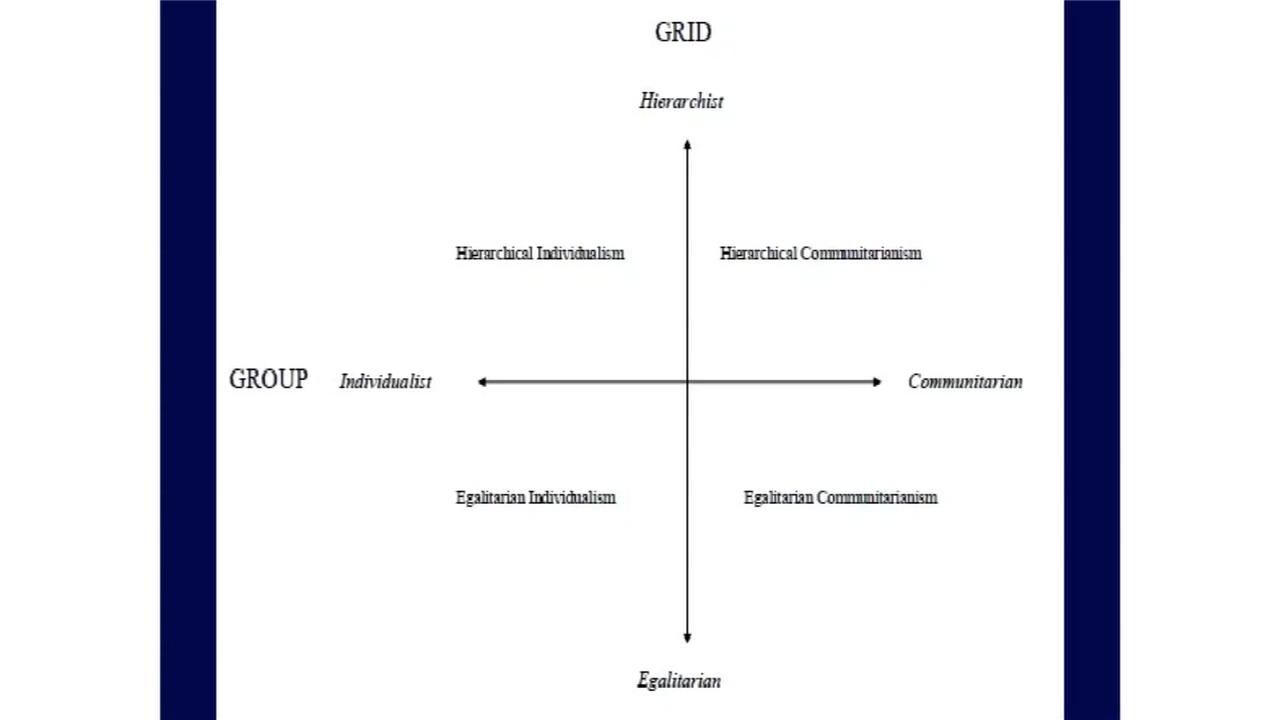 GRID
Hierarchist
Hierarchical Individualism
Hierarchical Communitarianism
GROUP
Individualist
Communitarian
Egalitarian Individualism
Egalitarian Communitarianism
Egalitarian